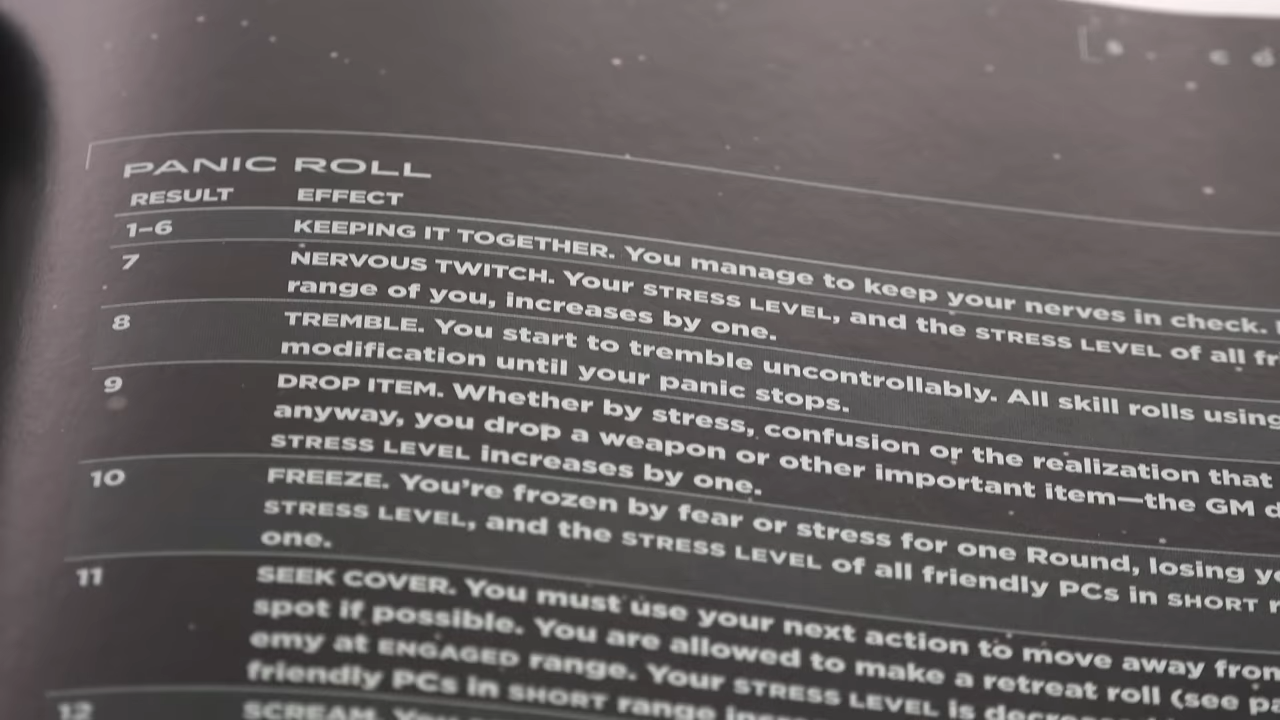 PANIC ROLL
RESULT EFFECT
1–6 KEEPING IT TOGETHER. You manage to keep your nerves in check.
7 NERVOUS TWITCH. Your STRESS LEVEL, and the STRESS LEVEL of all
range of you, increases by one.
8 TREMBLE. You start to tremble uncontrollably. All skill rolls using
modification until your panic stops.
9 DROP ITEM. Whether by stress, confusion or the realization that
anyway, you drop a weapon or other important item—the GM
STRESS LEVEL increases by one.
10 FREEZE. You’re frozen by fear or stress for one Round, losing
STRESS LEVEL, and the STRESS LEVEL of all friendly PCs in SHORT
one.
11 SEEK COVER. You must use your next action to move away from
spot if possible. You are allowed to make a retreat roll (see
emy at ENGAGED range. Your STRESS LEVEL is
friendly PCs in SHORT range
12 SCREAM.